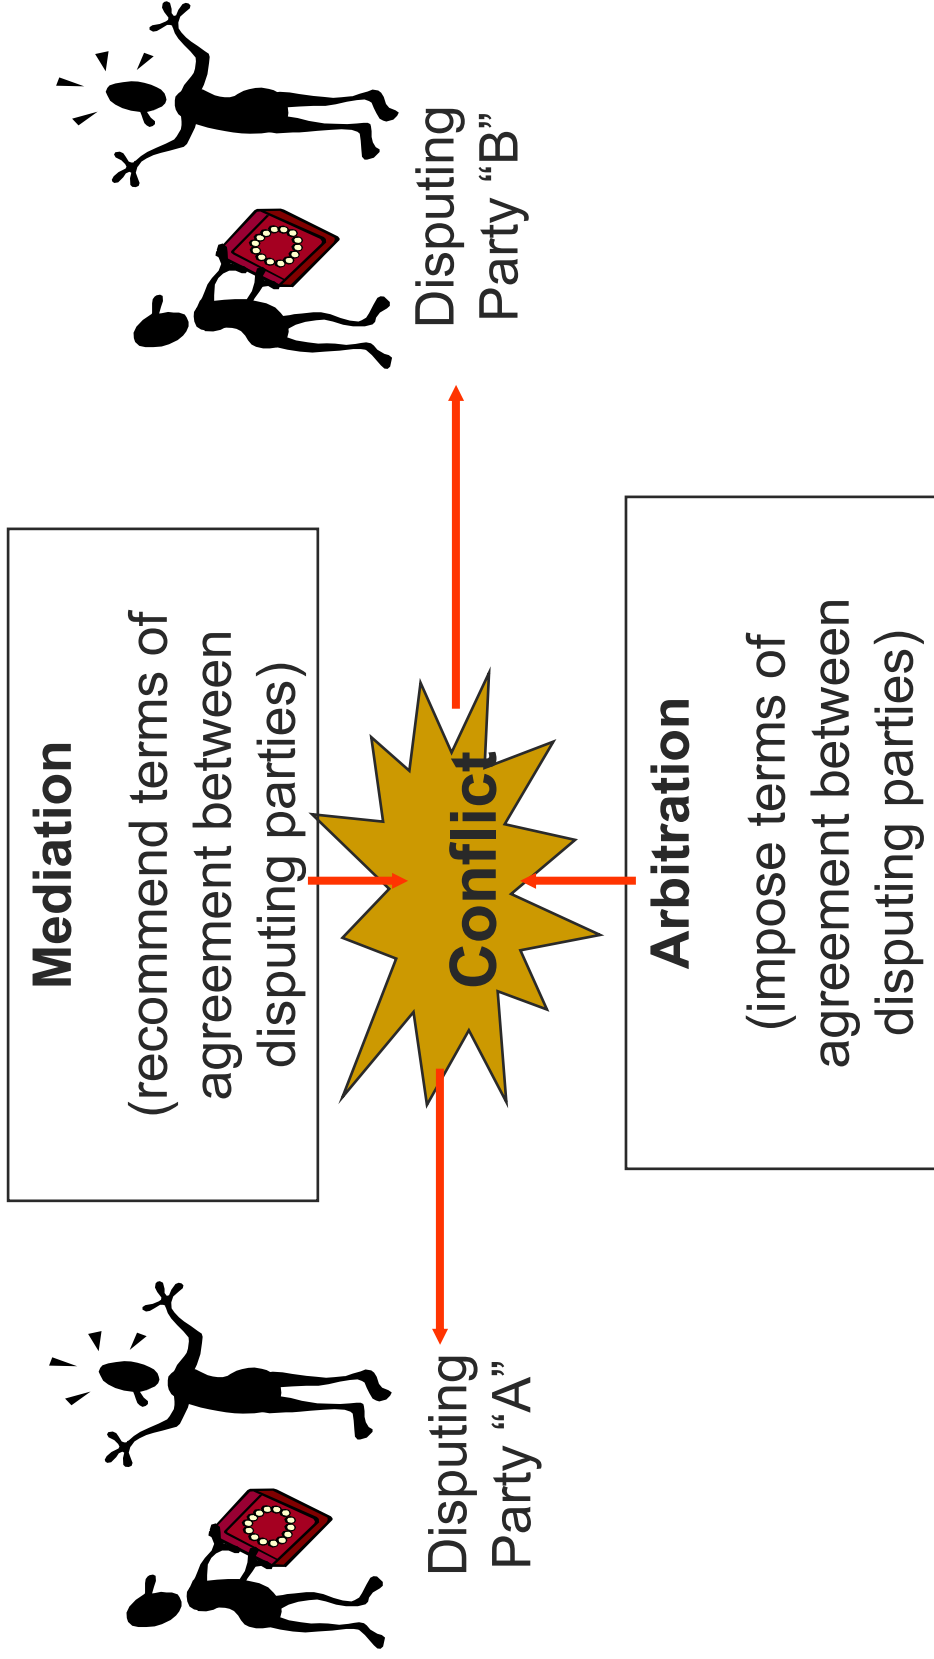 Mediation
(recommend terms of
agreement between
disputing parties)
Disputing
Party “A”
Conflict
Disputing
Party “B”
Arbitration
(impose terms of
agreement between
disputing parties)